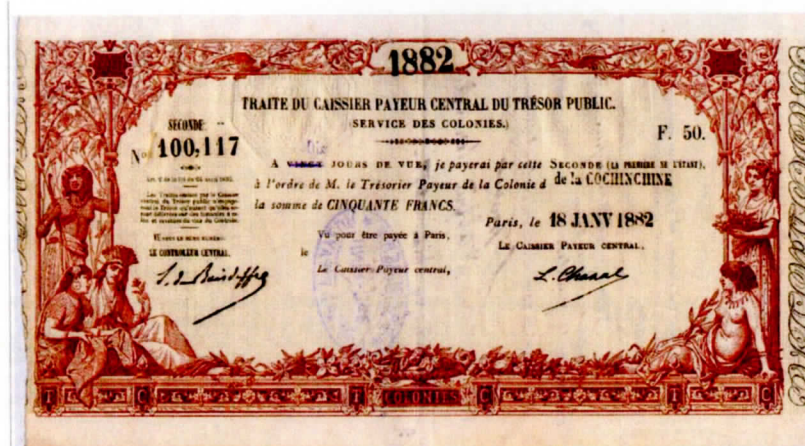 1882
TRAITE DU CAISSIER PAYEUR CENTRAL DU TRÉSOR PUBLIC.
(SERVICE DES COLONIES.)
SECONDE
F. 50.
No 100,117
Dix
A VINGT JOURS DE VUE, je payerai par cette SECONDE (LA PREMIÈRE NE L'ÉTANT),
à l'ordre de M. le Trésorier Payeur de la Colonie d de la COCHINCHINE
la somme de CINQUANTE FRANCS.
Paris, le 18 JANV 1882
Vu pour être payée à Paris,
LE CAISSIER PAYEUR CENTRAL,
LE CONTROLEUR CENTRAL,
le
Le Caissier Payeur central,
T C T C COLONIES T C T C